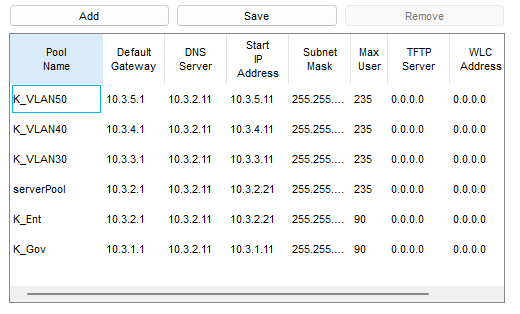 Add Save Remove
Pool Name Default Gateway DNS Server Start IP Address Subnet Mask Max User TFTP Server WLC Address
K_VLAN50 10.3.5.1 10.3.2.11 10.3.5.11 255.255.... 235 0.0.0.0 0.0.0.0
K_VLAN40 10.3.4.1 10.3.2.11 10.3.4.11 255.255.... 235 0.0.0.0 0.0.0.0
K_VLAN30 10.3.3.1 10.3.2.11 10.3.3.11 255.255.... 235 0.0.0.0 0.0.0.0
serverPool 10.3.2.1 10.3.2.11 10.3.2.21 255.255.... 235 0.0.0.0 0.0.0.0
K_Ent 10.3.2.1 10.3.2.11 10.3.2.21 255.255.... 90 0.0.0.0 0.0.0.0
K_Gov 10.3.1.1 10.3.2.11 10.3.1.11 255.255.... 90 0.0.0.0 0.0.0.0